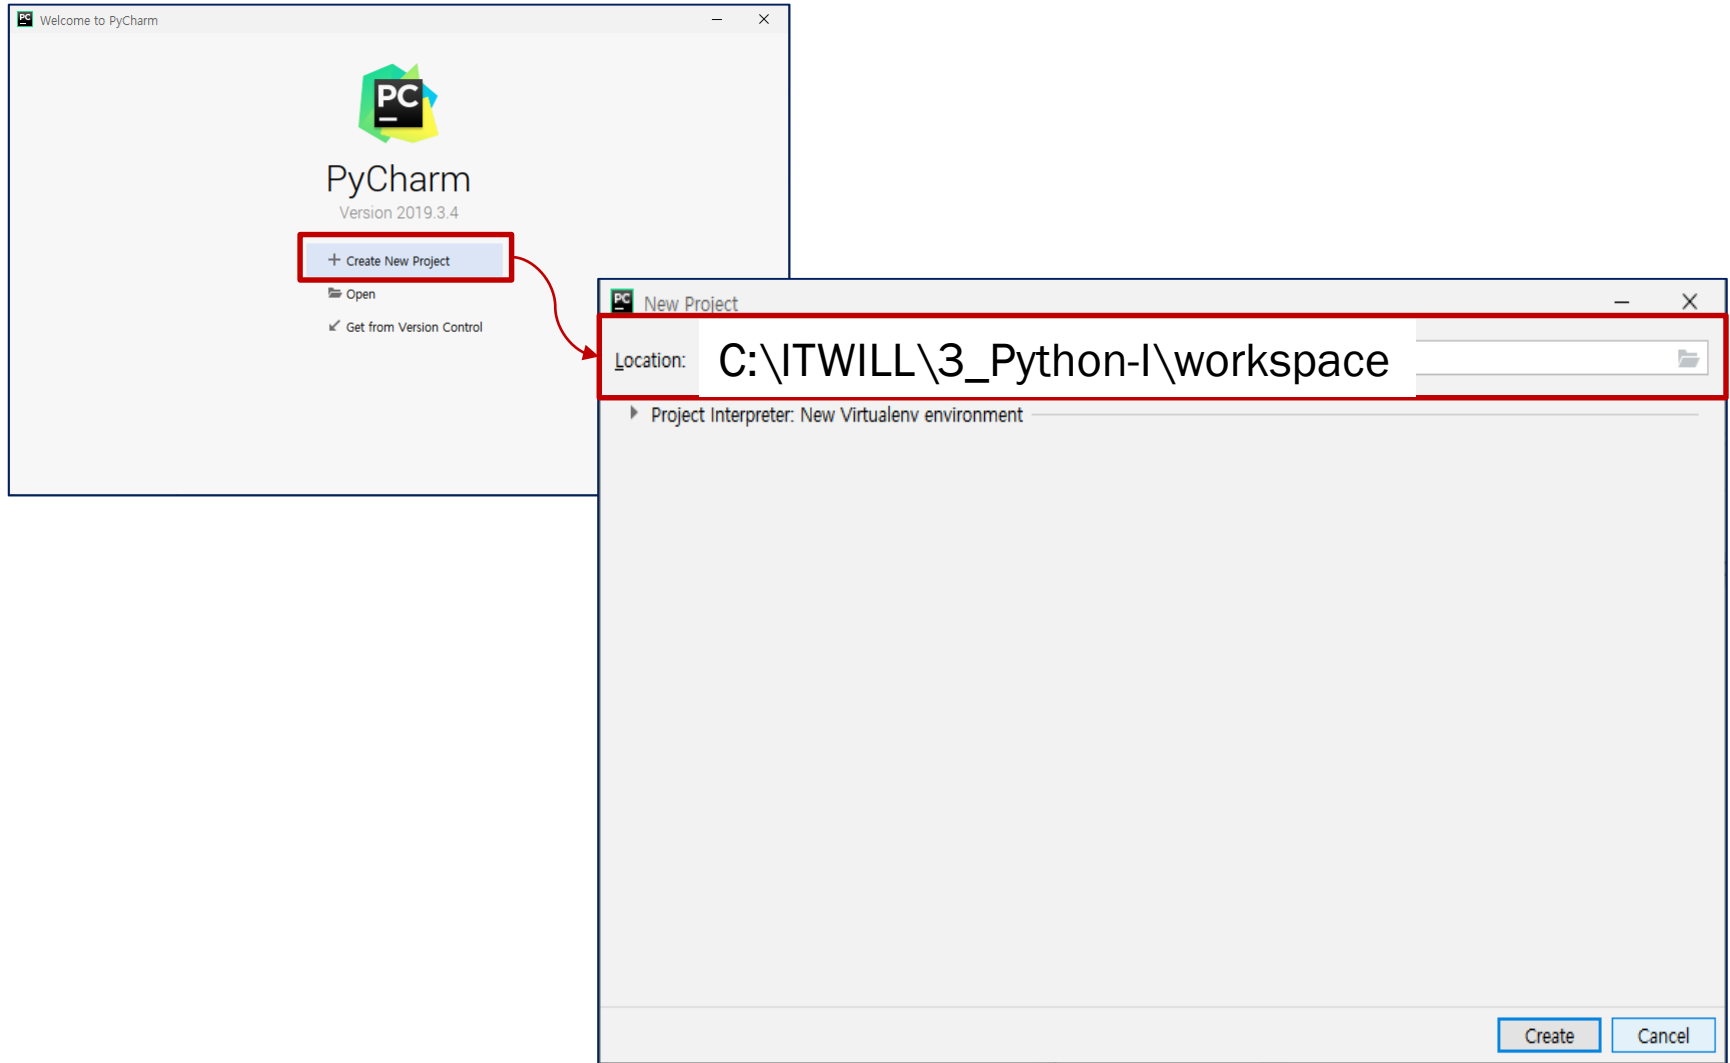 PC Welcome to PyCharm
PC
PyCharm
Version 2019.3.4
+ Create New Project
Open
Get from Version Control
PC New Project
Location: C:\ITWILL\3_Python-I\workspace
Project Interpreter: New Virtualenv environment
Create Cancel